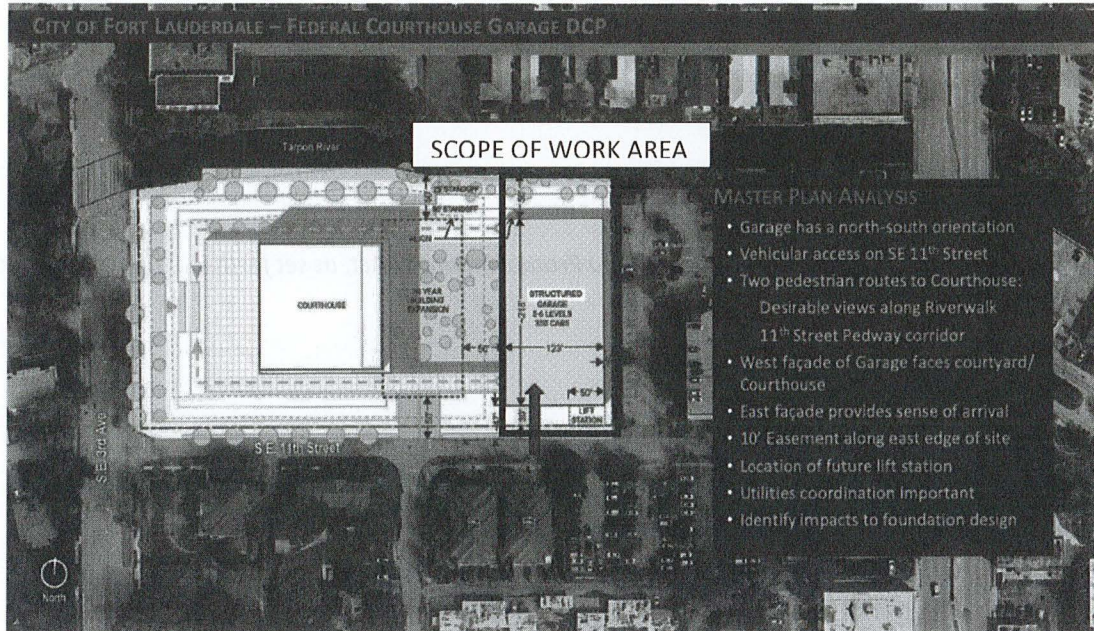 CITY OF FORT LAUDERDALE – FEDERAL COURTHOUSE GARAGE DCP
SCOPE OF WORK AREA
Tarpon River
COURTHOUSE
BUILDING
EXPANSION
STRUCTURED
GARAGE
123'
50'
LIFT
STATION
S.E. 3rd Ave
S.E. 11th Street
North
MASTER PLAN ANALYSIS
• Garage has a north-south orientation
• Vehicular access on SE 11th Street
• Two pedestrian routes to Courthouse:
Desirable views along Riverwalk
11th Street Pedway corridor
• West façade of Garage faces courtyard/
Courthouse
• East façade provides sense of arrival
• 10' Easement along east edge of site
• Location of future lift station
• Utilities coordination Important
• Identify impacts to foundation design